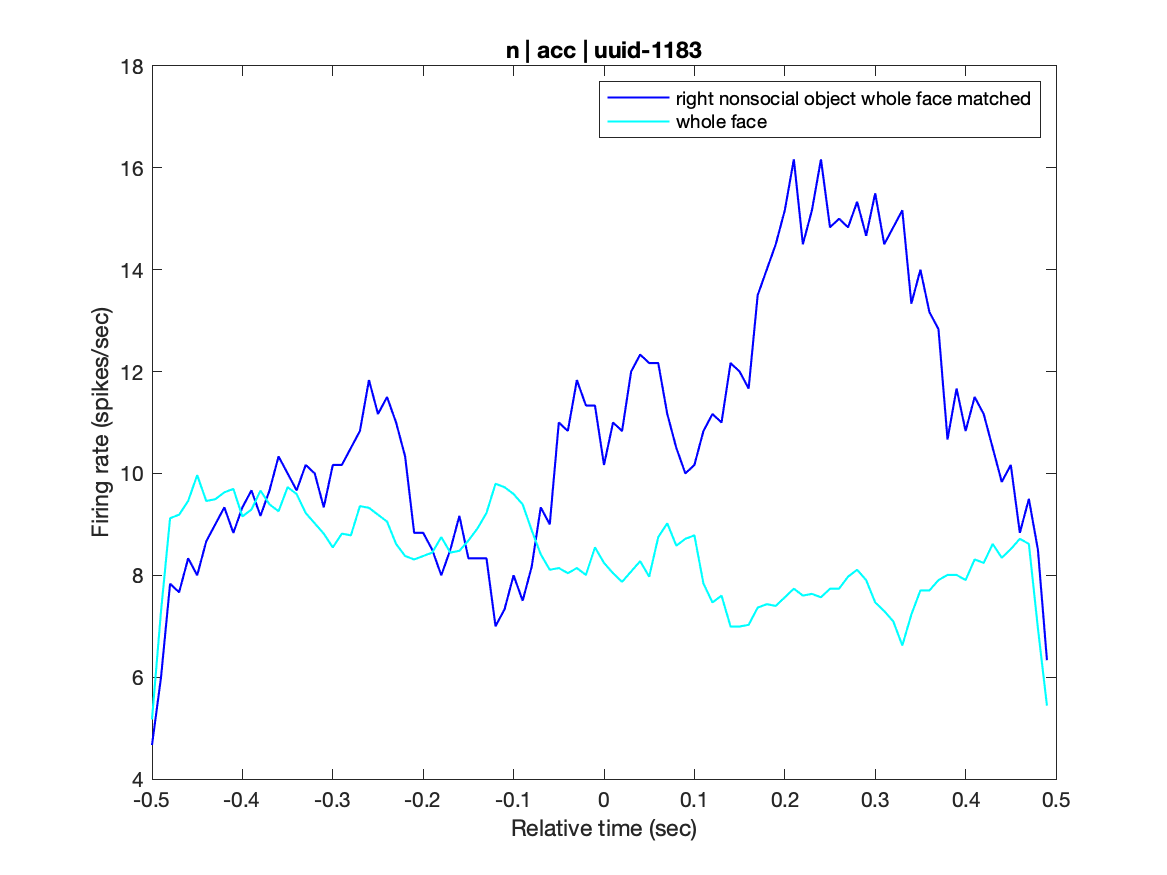 n | acc | uuid-1183
right nonsocial object whole face matched
whole face
18
16
14
12
10
8
6
4
Firing rate (spikes/sec)
-0.5 -0.4 -0.3 -0.2 -0.1 0 0.1 0.2 0.3 0.4 0.5
Relative time (sec)